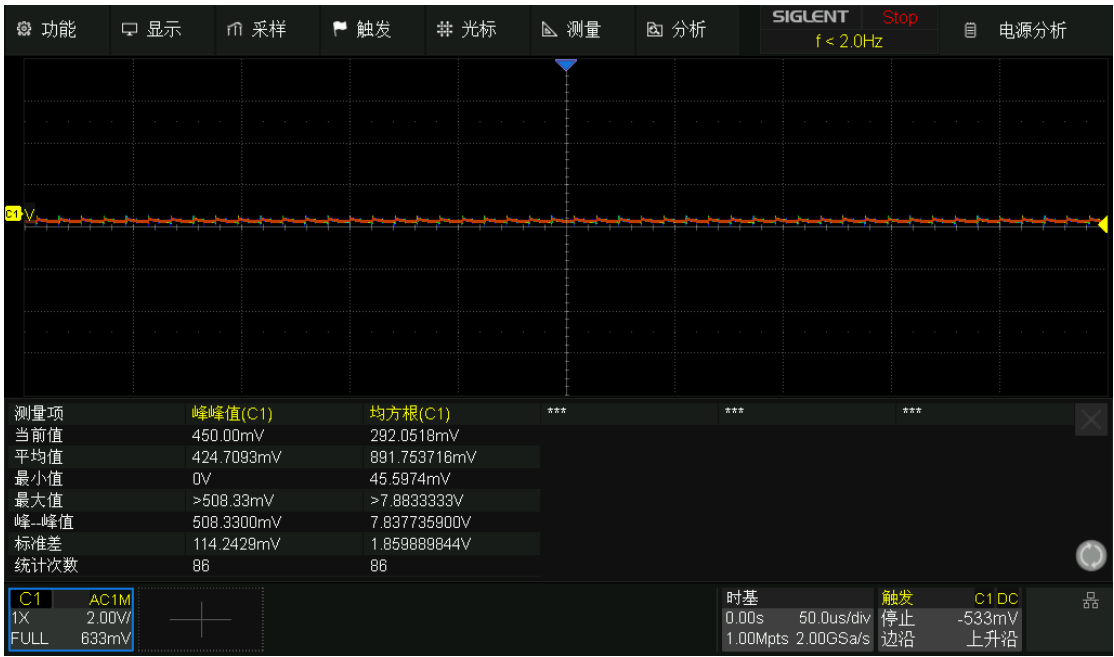 功能 显示 采样 触发 光标 测量 分析 SIGLENT Stop 电源分析
f < 2.0Hz
C1 V
测量项 峰峰值(C1) 均方根(C1) *** *** ***
当前值 450.00mV 292.0518mV
平均值 424.7093mV 891.753716mV
最小值 0V 45.5974mV
最大值 >508.33mV >7.8833333V
峰--峰值 508.3300mV 7.837735900V
标准差 114.2429mV 1.859889844V
统计次数 86 86
C1 AC1M 时基 触发 C1 DC
1X 2.00V/ 0.00s 50.0us/div 停止 -533mV
FULL 633mV 1.00Mpts 2.00GSa/s 边沿 上升沿